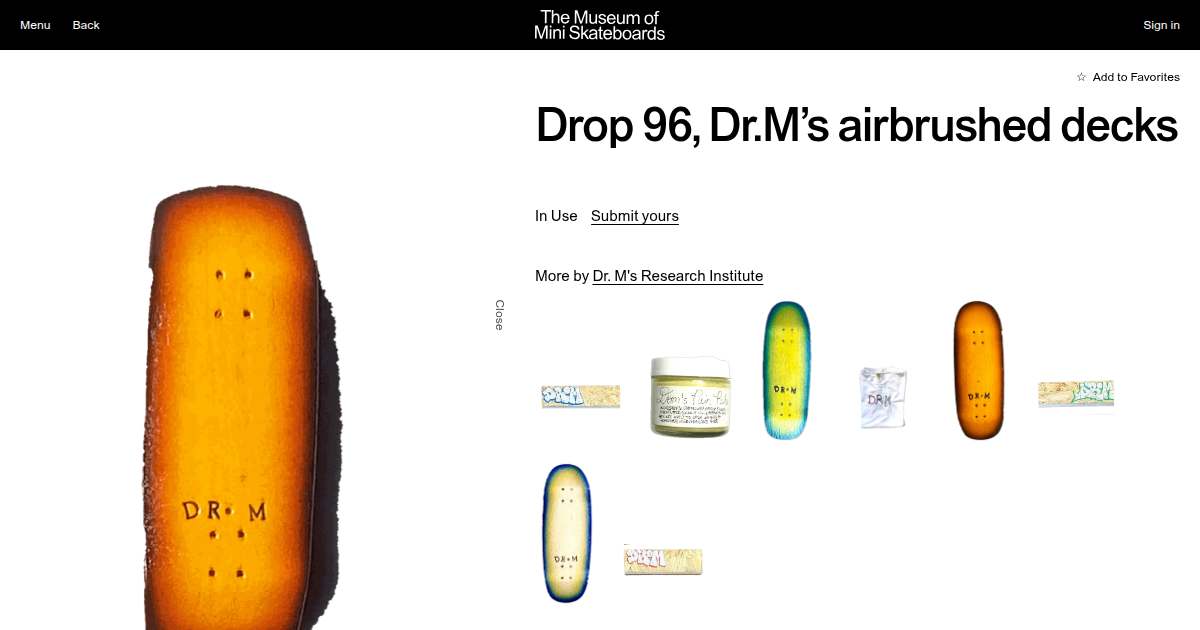 Menu
Back
The Museum of
Mini Skateboards
Sign in
☆ Add to Favorites
Drop 96, Dr.M’s airbrushed decks
In Use
Submit yours
More by Dr. M's Research Institute
Close
DR• M
DR•M
DRM
DR•M
DR•M